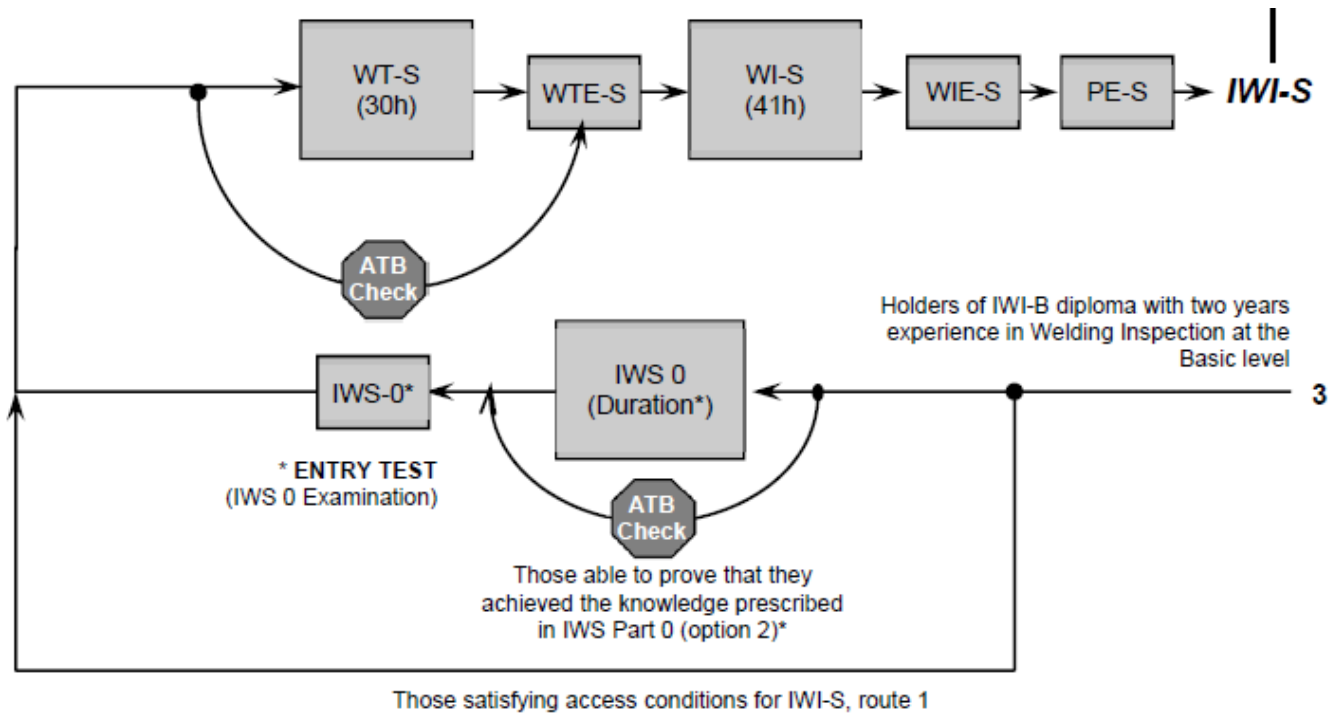 WT-S
(30h)
WTE-S
WI-S
(41h)
WIE-S
PE-S
IWI-S
ATB
Check
Holders of IWI-B diploma with two years
experience in Welding Inspection at the
Basic level
3
IWS 0
(Duration*)
IWS-0*
* ENTRY TEST
(IWS 0 Examination)
ATB
Check
Those able to prove that they
achieved the knowledge prescribed
in IWS Part 0 (option 2)*
Those satisfying access conditions for IWI-S, route 1